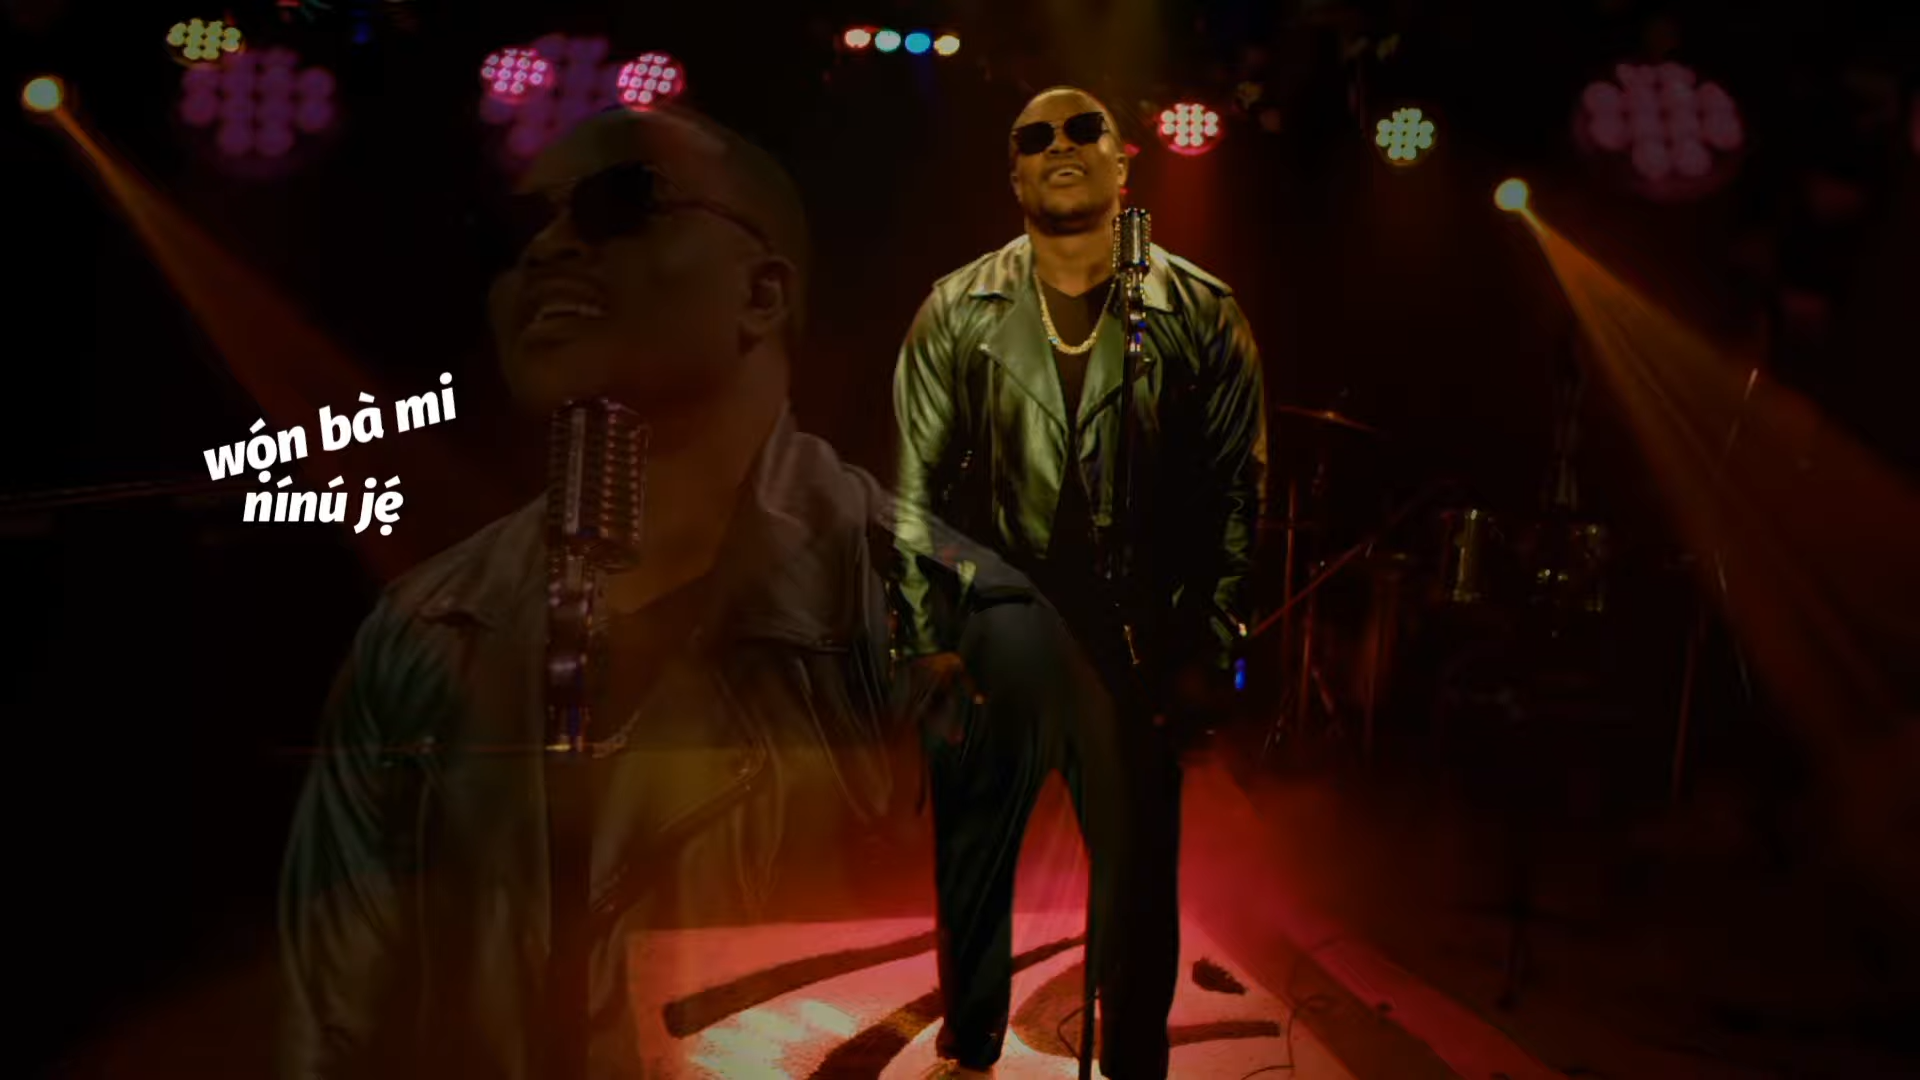 wọ́n bà mi
nínú jẹ́